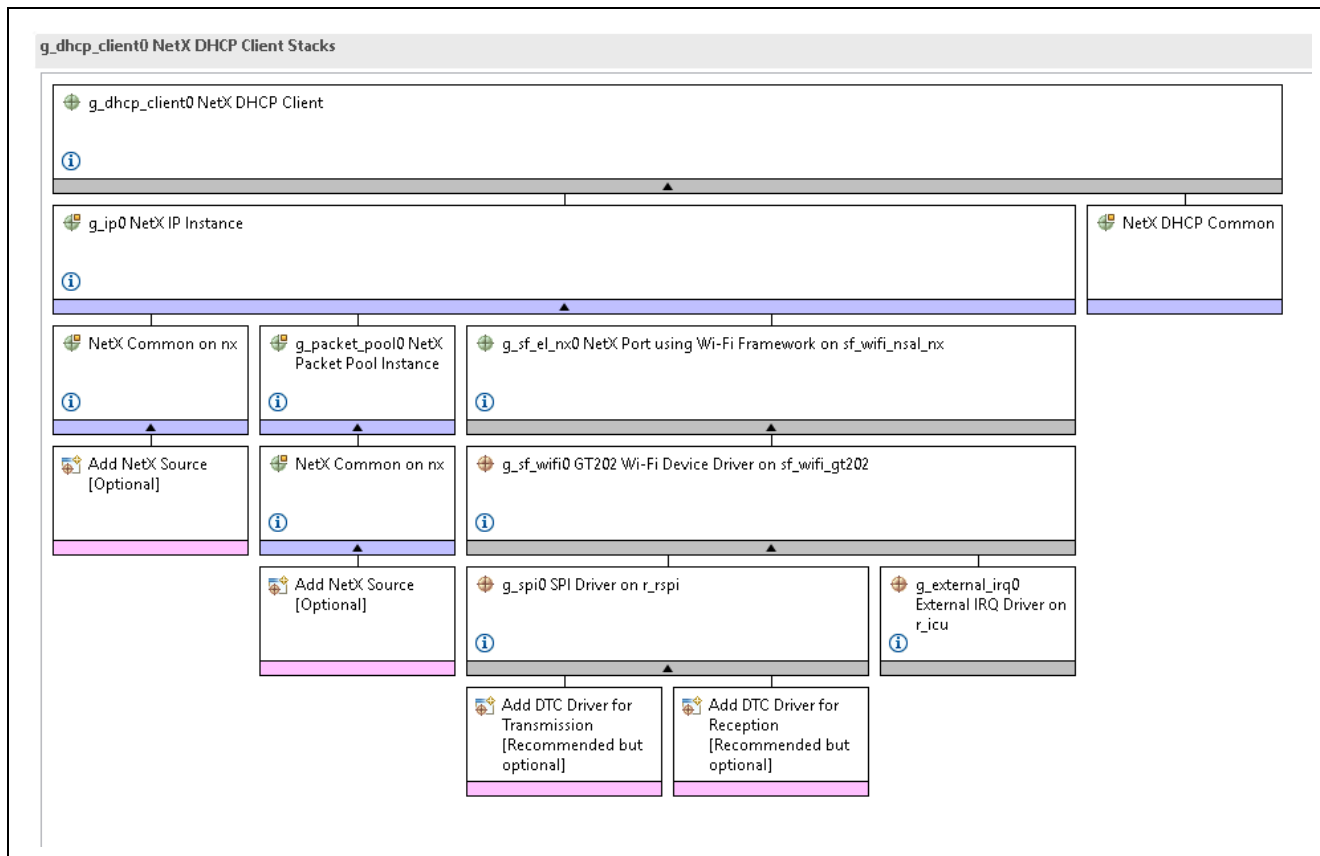 g_dhcp_client0 NetX DHCP Client Stacks
g_dhcp_client0 NetX DHCP Client
g_ip0 NetX IP Instance
NetX DHCP Common
NetX Common on nx
g_packet_pool0 NetX
Packet Pool Instance
g_sf_el_nx0 NetX Port using Wi-Fi Framework on sf_wifi_nsal_nx
Add NetX Source
[Optional]
NetX Common on nx
g_sf_wifi0 GT202 Wi-Fi Device Driver on sf_wifi_gt202
Add NetX Source
[Optional]
g_spi0 SPI Driver on r_rspi
g_external_irq0
External IRQ Driver on
r_icu
Add DTC Driver for
Transmission
[Recommended but
optional]
Add DTC Driver for
Reception
[Recommended but
optional]